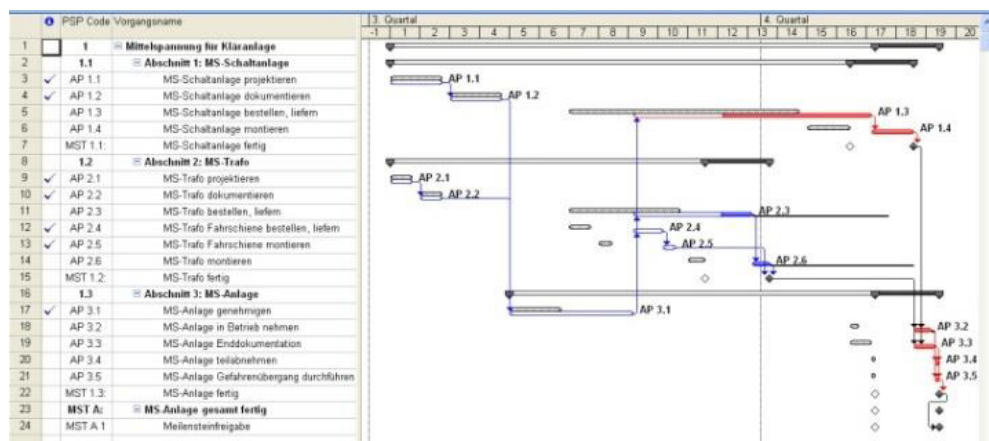 PSP Code Vorgangsname 3. Quartal 4. Quartal
-1 1 2 3 4 5 6 7 8 9 10 11 12 13 14 15 16 17 18 19 20
1 1 Mittelspannung für Kläranlage
2 1.1 Abschnitt 1: MS-Schaltanlage
3 AP 1.1 MS-Schaltanlage projektieren AP 1.1
4 AP 1.2 MS-Schaltanlage dokumentieren AP 1.2
5 AP 1.3 MS-Schaltanlage bestellen, liefern AP 1.3
6 AP 1.4 MS-Schaltanlage montieren AP 1.4
7 MST 1.1: MS-Schaltanlage fertig
8 1.2 Abschnitt 2: MS-Trafo
9 AP 2.1 MS-Trafo projektieren AP 2.1
10 AP 2.2 MS-Trafo dokumentieren AP 2.2
11 AP 2.3 MS-Trafo bestellen, liefern AP 2.3
12 AP 2.4 MS-Trafo Fahrschiene bestellen, liefern AP 2.4
13 AP 2.5 MS-Trafo Fahrschiene montieren AP 2.5
14 AP 2.6 MS-Trafo montieren AP 2.6
15 MST 1.2: MS-Trafo fertig
16 1.3 Abschnitt 3: MS-Anlage
17 AP 3.1 MS-Anlage genehmigen AP 3.1
18 AP 3.2 MS-Anlage in Betrieb nehmen AP 3.2
19 AP 3.3 MS-Anlage Enddokumentation AP 3.3
20 AP 3.4 MS-Anlage teilabnehmen AP 3.4
21 AP 3.5 MS-Anlage Gefahrenübergang durchführen AP 3.5
22 MST 1.3: MS-Anlage fertig
23 MST A: MS-Anlage gesamt fertig
24 MST A 1 Meilensteinfreigabe